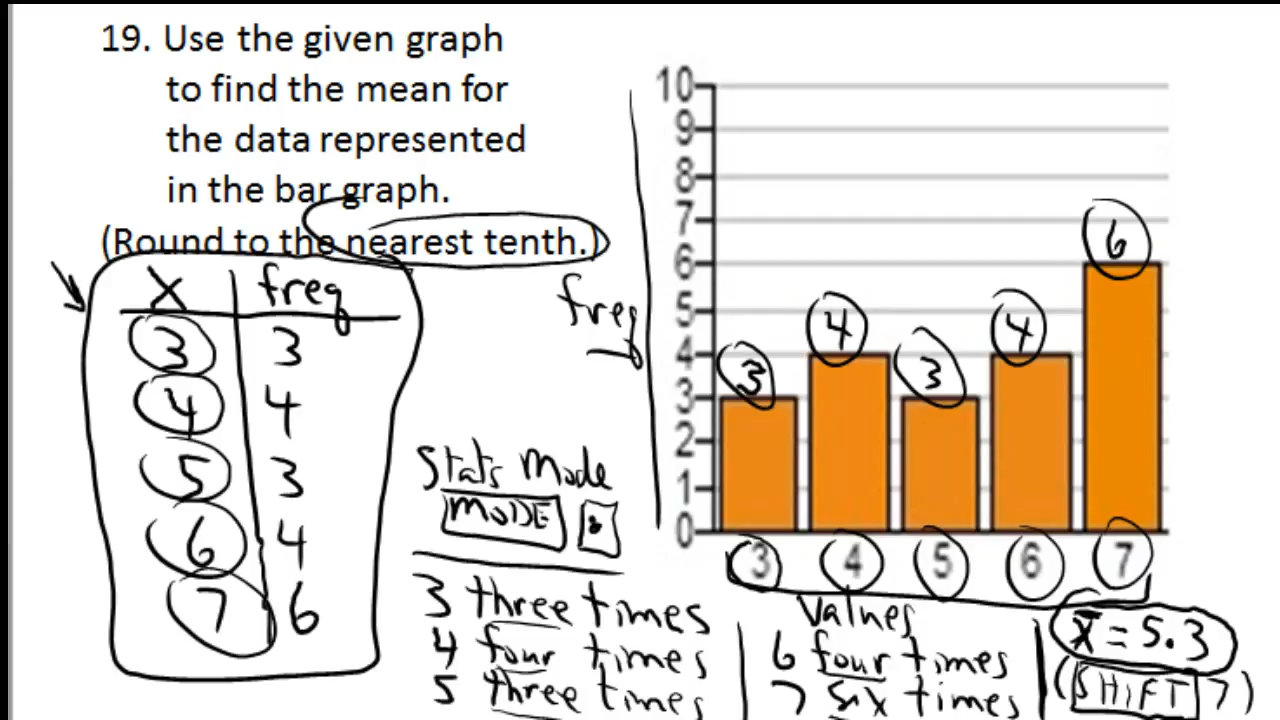 19. Use the given graph
to find the mean for
the data represented
in the bar graph.
(Round to the nearest tenth.)
x freq
3 3
4 4
5 3
6 4
7 6
freq
10
9
8
7
6
5
4
3
2
1
0
3 4 3 4 6
3 4 5 6 7
values
Stats Mode
MODE
3 three times
4 four times
5 three times
6 four times
7 six times
x̄ = 5.3
(SHIFT 7)